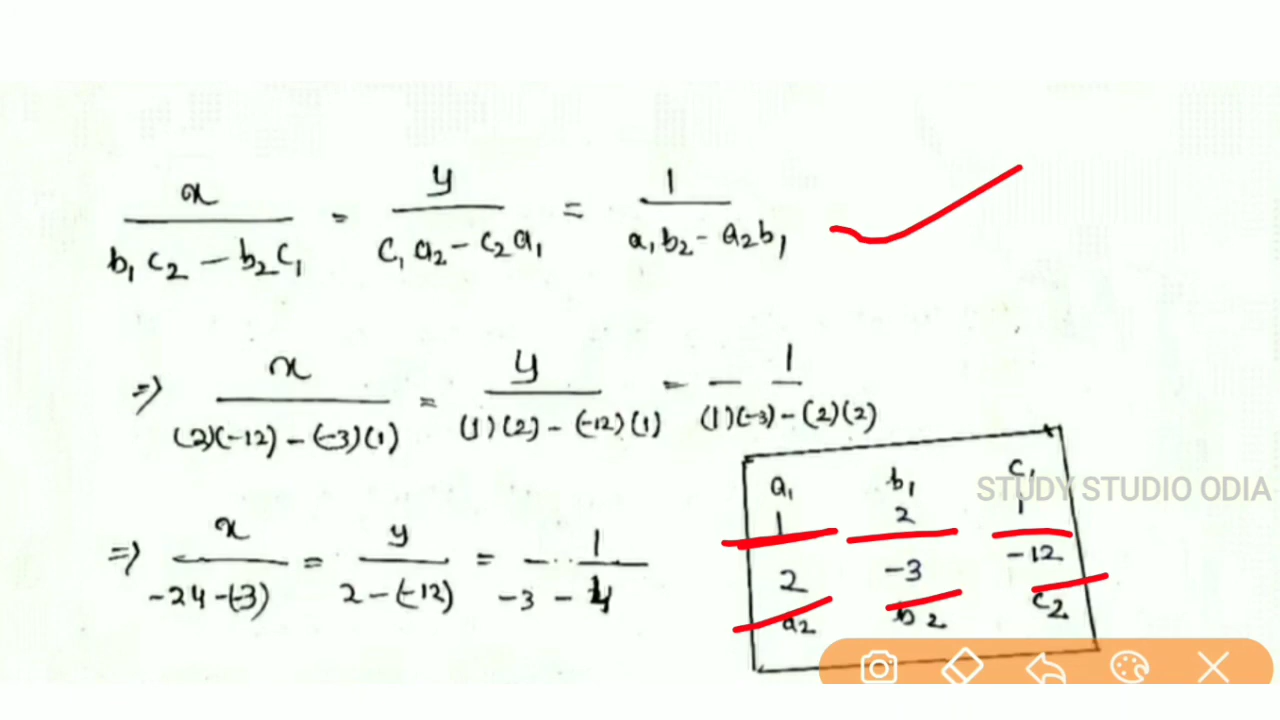 x / (b₁c₂ − b₂c₁) = y / (c₁a₂ − c₂a₁) = 1 / (a₁b₂ − a₂b₁)
⇒ x / ((2)(−12) − (−3)(1)) = y / ((1)(2) − (−12)(1)) = − 1 / ((1)(−3) − (2)(2))
⇒ x / (−24 − (−3)) = y / (2 − (−12)) = − 1 / (−3 − 4)
a₁ b₁ c₁
1 2 1
2 −3 −12
a₂ b₂ c₂
STUDY STUDIO ODIA